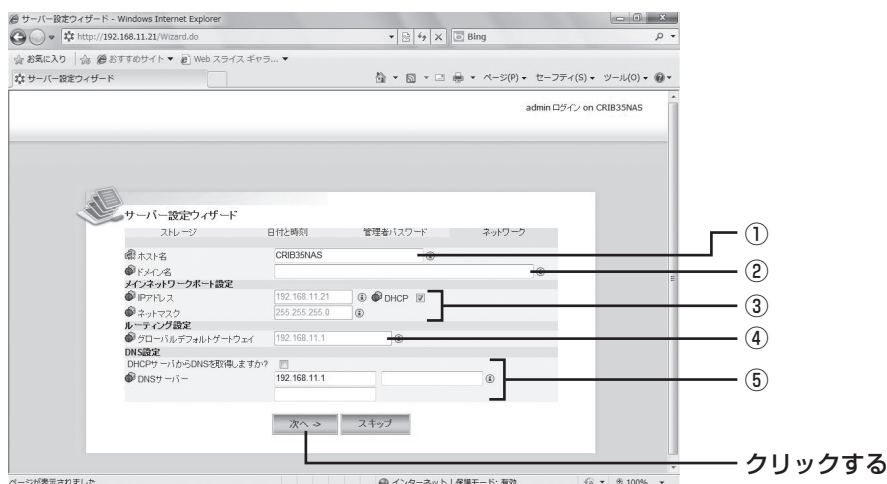 サーバー設定ウィザード - Windows Internet Explorer
http://192.168.11.21/Wizard.do
Bing
お気に入り おすすめサイト ▼ Web スライス ギャラ... ▼
サーバー設定ウィザード
ページ(P) ▼ セーフティ(S) ▼ ツール(O) ▼
admin ログイン on CRIB35NAS
サーバー設定ウィザード
ストレージ 日付と時刻 管理者パスワード ネットワーク
ホスト名 CRIB35NAS
①
ドメイン名
②
メインネットワークポート設定
IPアドレス 192.168.11.21 DHCP
ネットマスク 255.255.255.0
③
ルーティング設定
グローバルデフォルトゲートウェイ 192.168.11.1
④
DNS設定
DHCPサーバからDNSを取得しますか?
DNSサーバー 192.168.11.1
⑤
次へ -> スキップ
クリックする
ページが表示されました
インターネット | 保護モード: 有効
100%